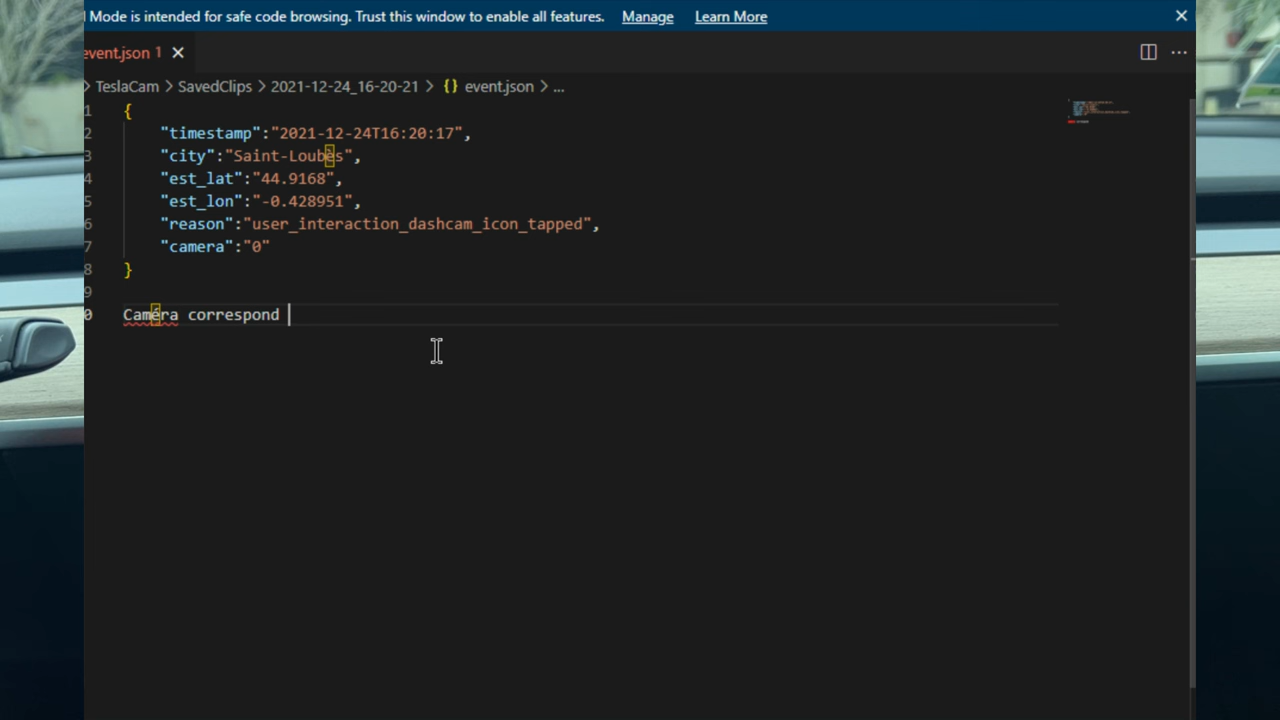 Mode is intended for safe code browsing. Trust this window to enable all features. Manage Learn More
event.json 1
TeslaCam > SavedClips > 2021-12-24_16-20-21 > {} event.json > ...
1 {
2 "timestamp":"2021-12-24T16:20:17",
3 "city":"Saint-Loubès",
4 "est_lat":"44.9168",
5 "est_lon":"-0.428951",
6 "reason":"user_interaction_dashcam_icon_tapped",
7 "camera":"0"
8 }
9
0 Caméra correspond